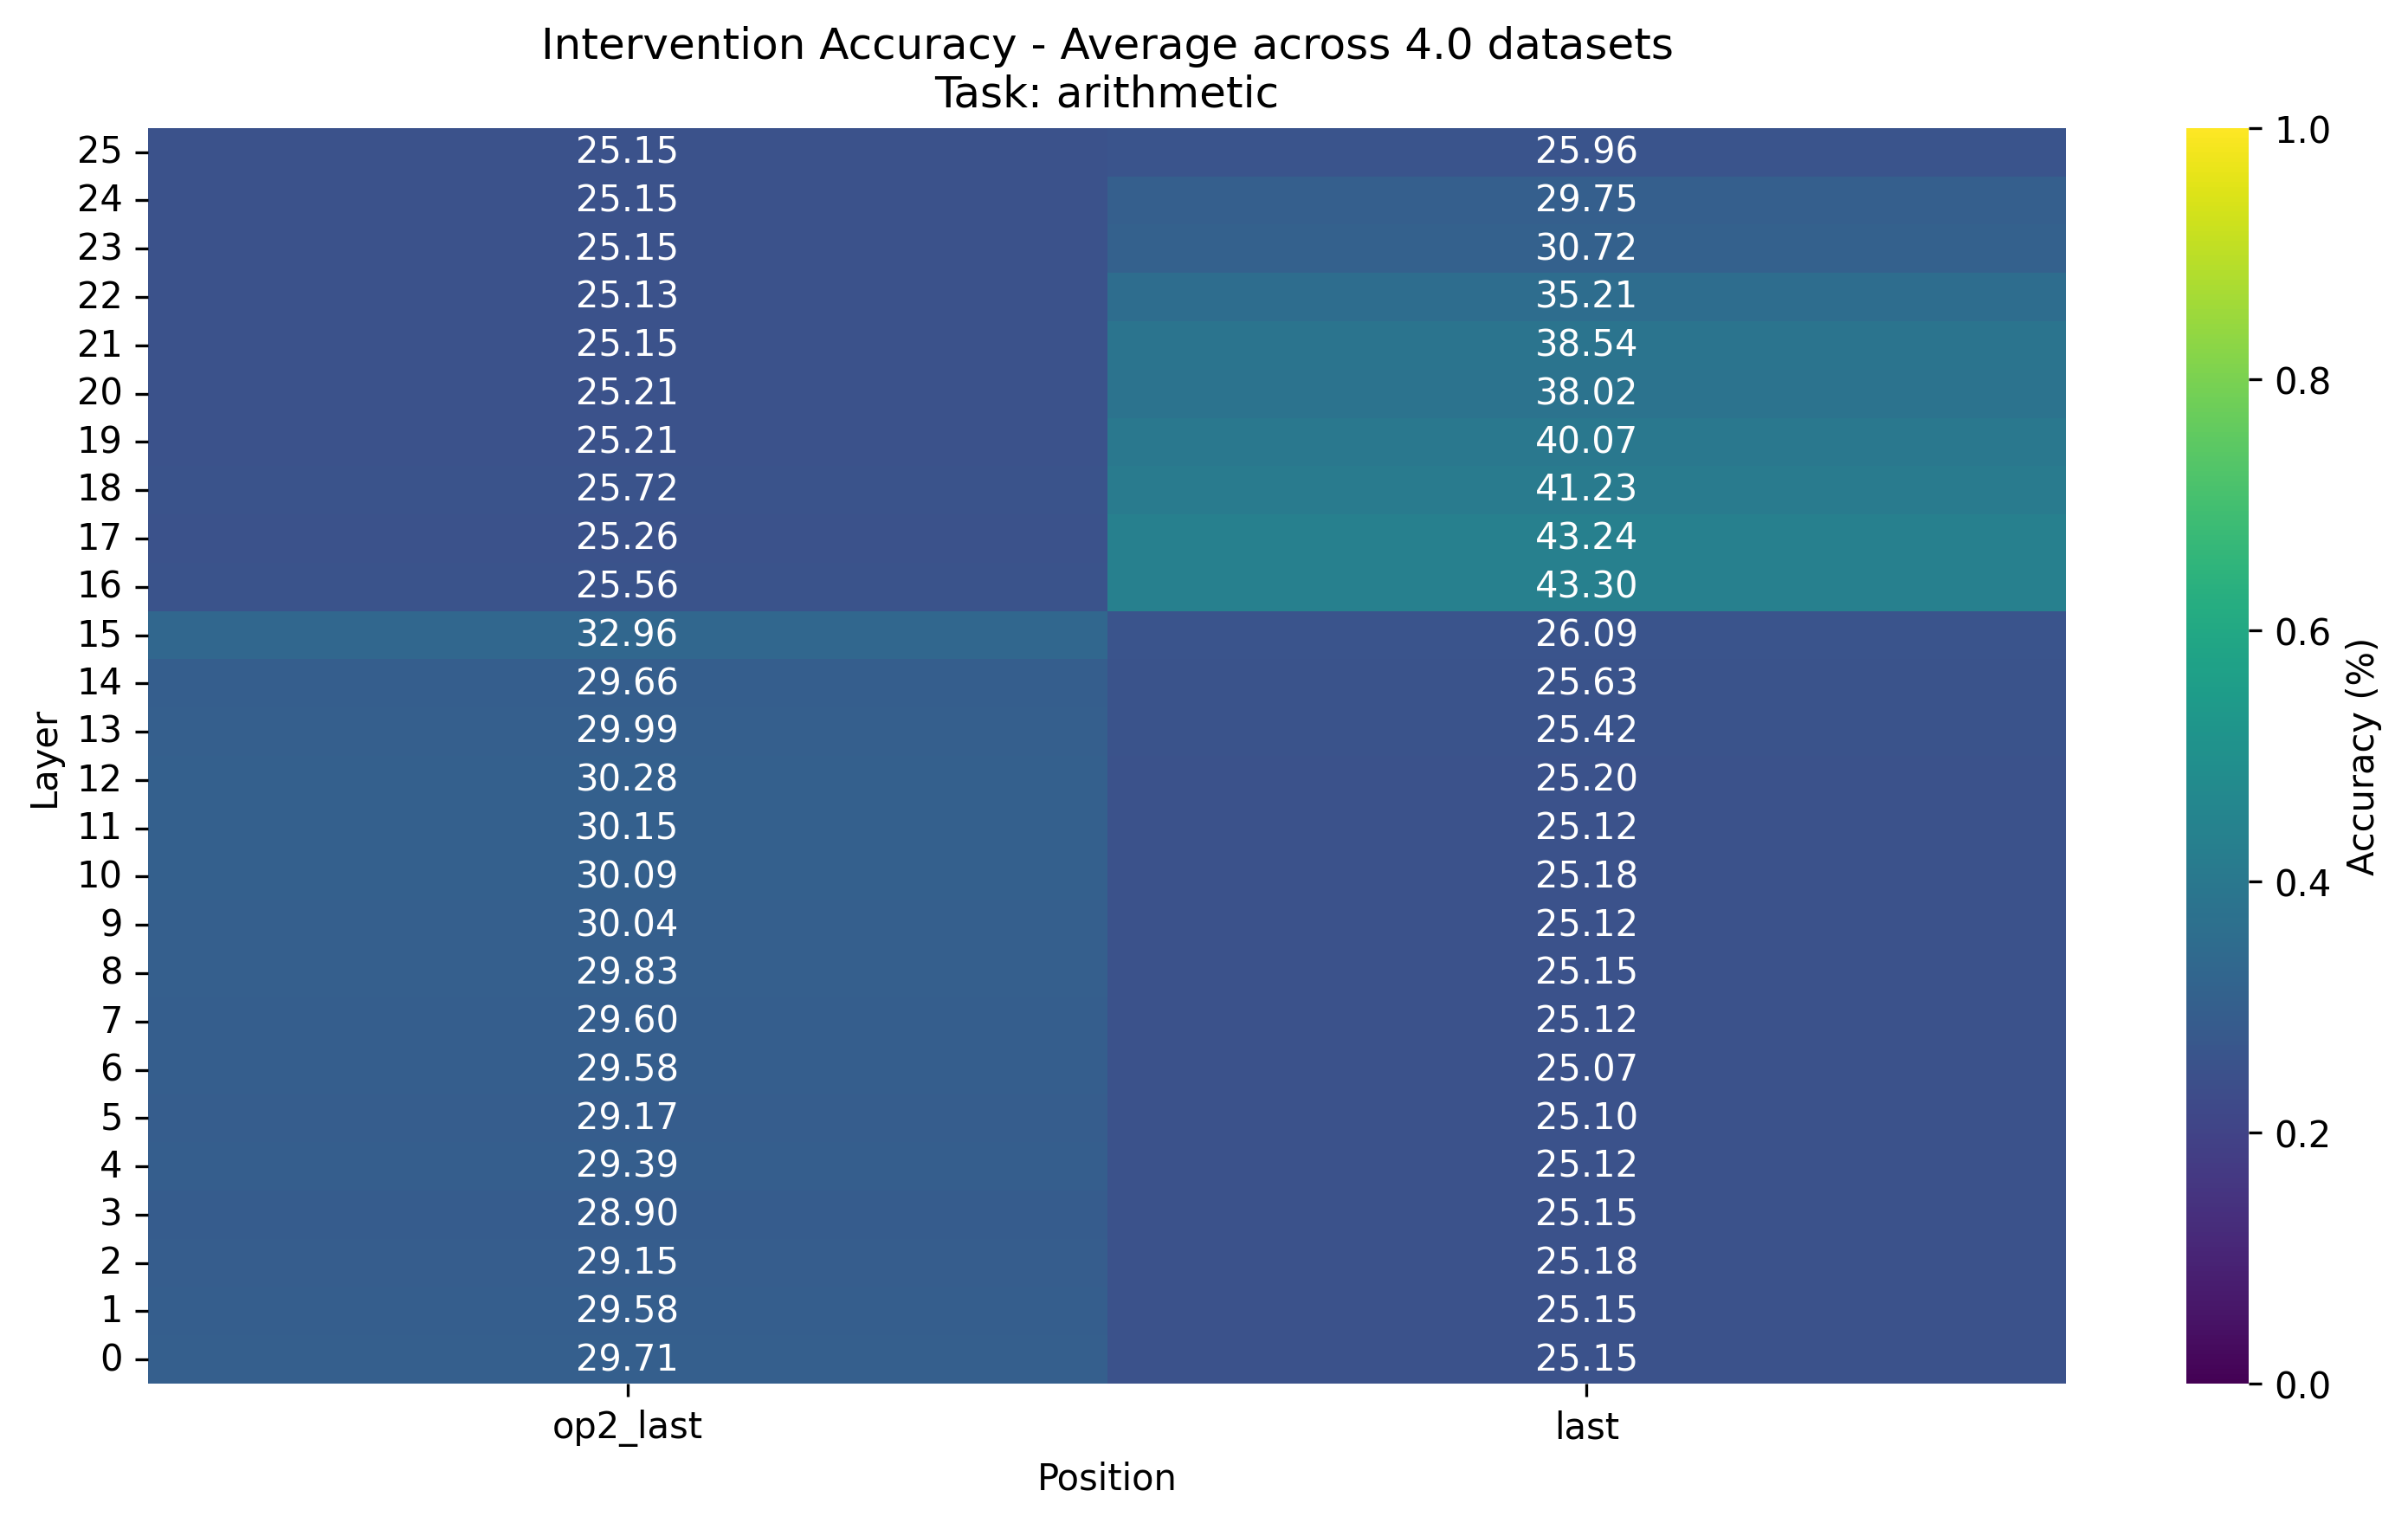 Intervention Accuracy - Average across 4.0 datasets
Task: arithmetic
25 25.15 25.96
24 25.15 29.75
23 25.15 30.72
22 25.13 35.21
21 25.15 38.54
20 25.21 38.02
19 25.21 40.07
18 25.72 41.23
17 25.26 43.24
16 25.56 43.30
15 32.96 26.09
14 29.66 25.63
13 29.99 25.42
12 30.28 25.20
11 30.15 25.12
10 30.09 25.18
9 30.04 25.12
8 29.83 25.15
7 29.60 25.12
6 29.58 25.07
5 29.17 25.10
4 29.39 25.12
3 28.90 25.15
2 29.15 25.18
1 29.58 25.15
0 29.71 25.15
Layer
op2_last last
Position
1.0
0.8
0.6
0.4
0.2
0.0
Accuracy (%)